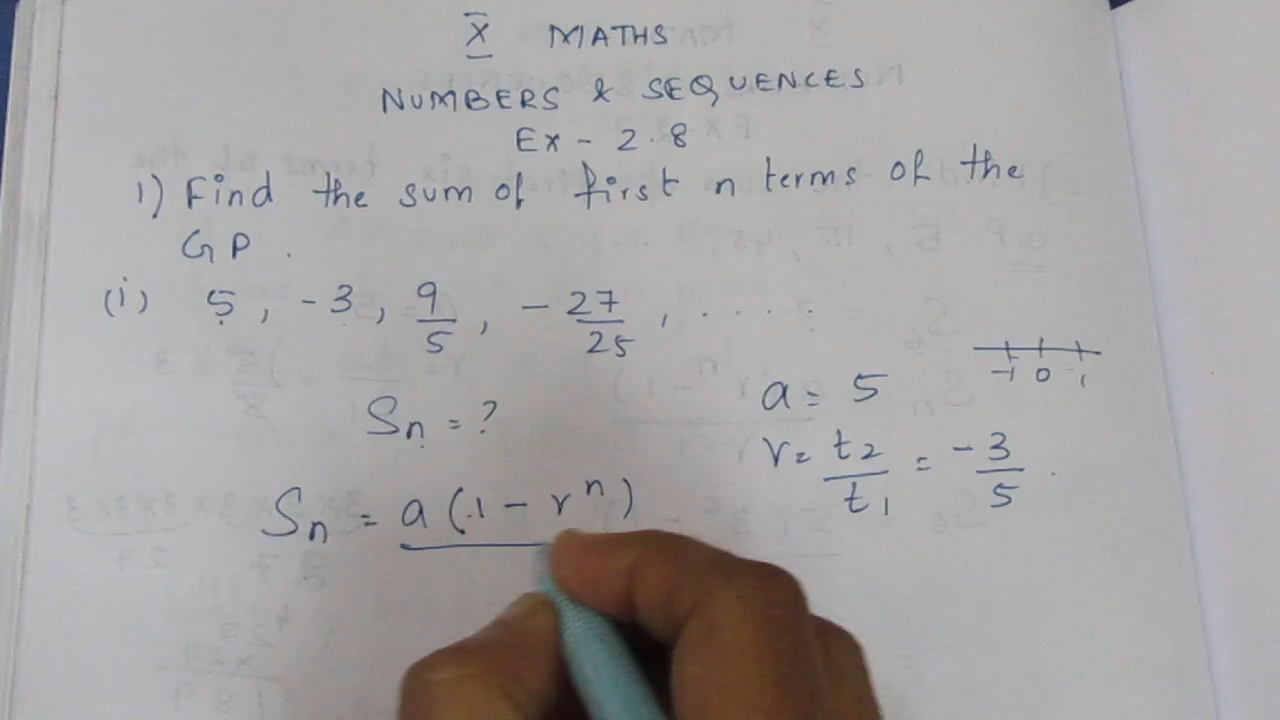 X MATHS
NUMBERS & SEQUENCES
Ex - 2.8
1) Find the sum of first n terms of the
GP.
(i) 5, -3, 9/5, -27/25, .....
-1 0 1
a = 5
Sn = ?
r = t2/t1 = -3/5.
Sn = a(1 - r^n)